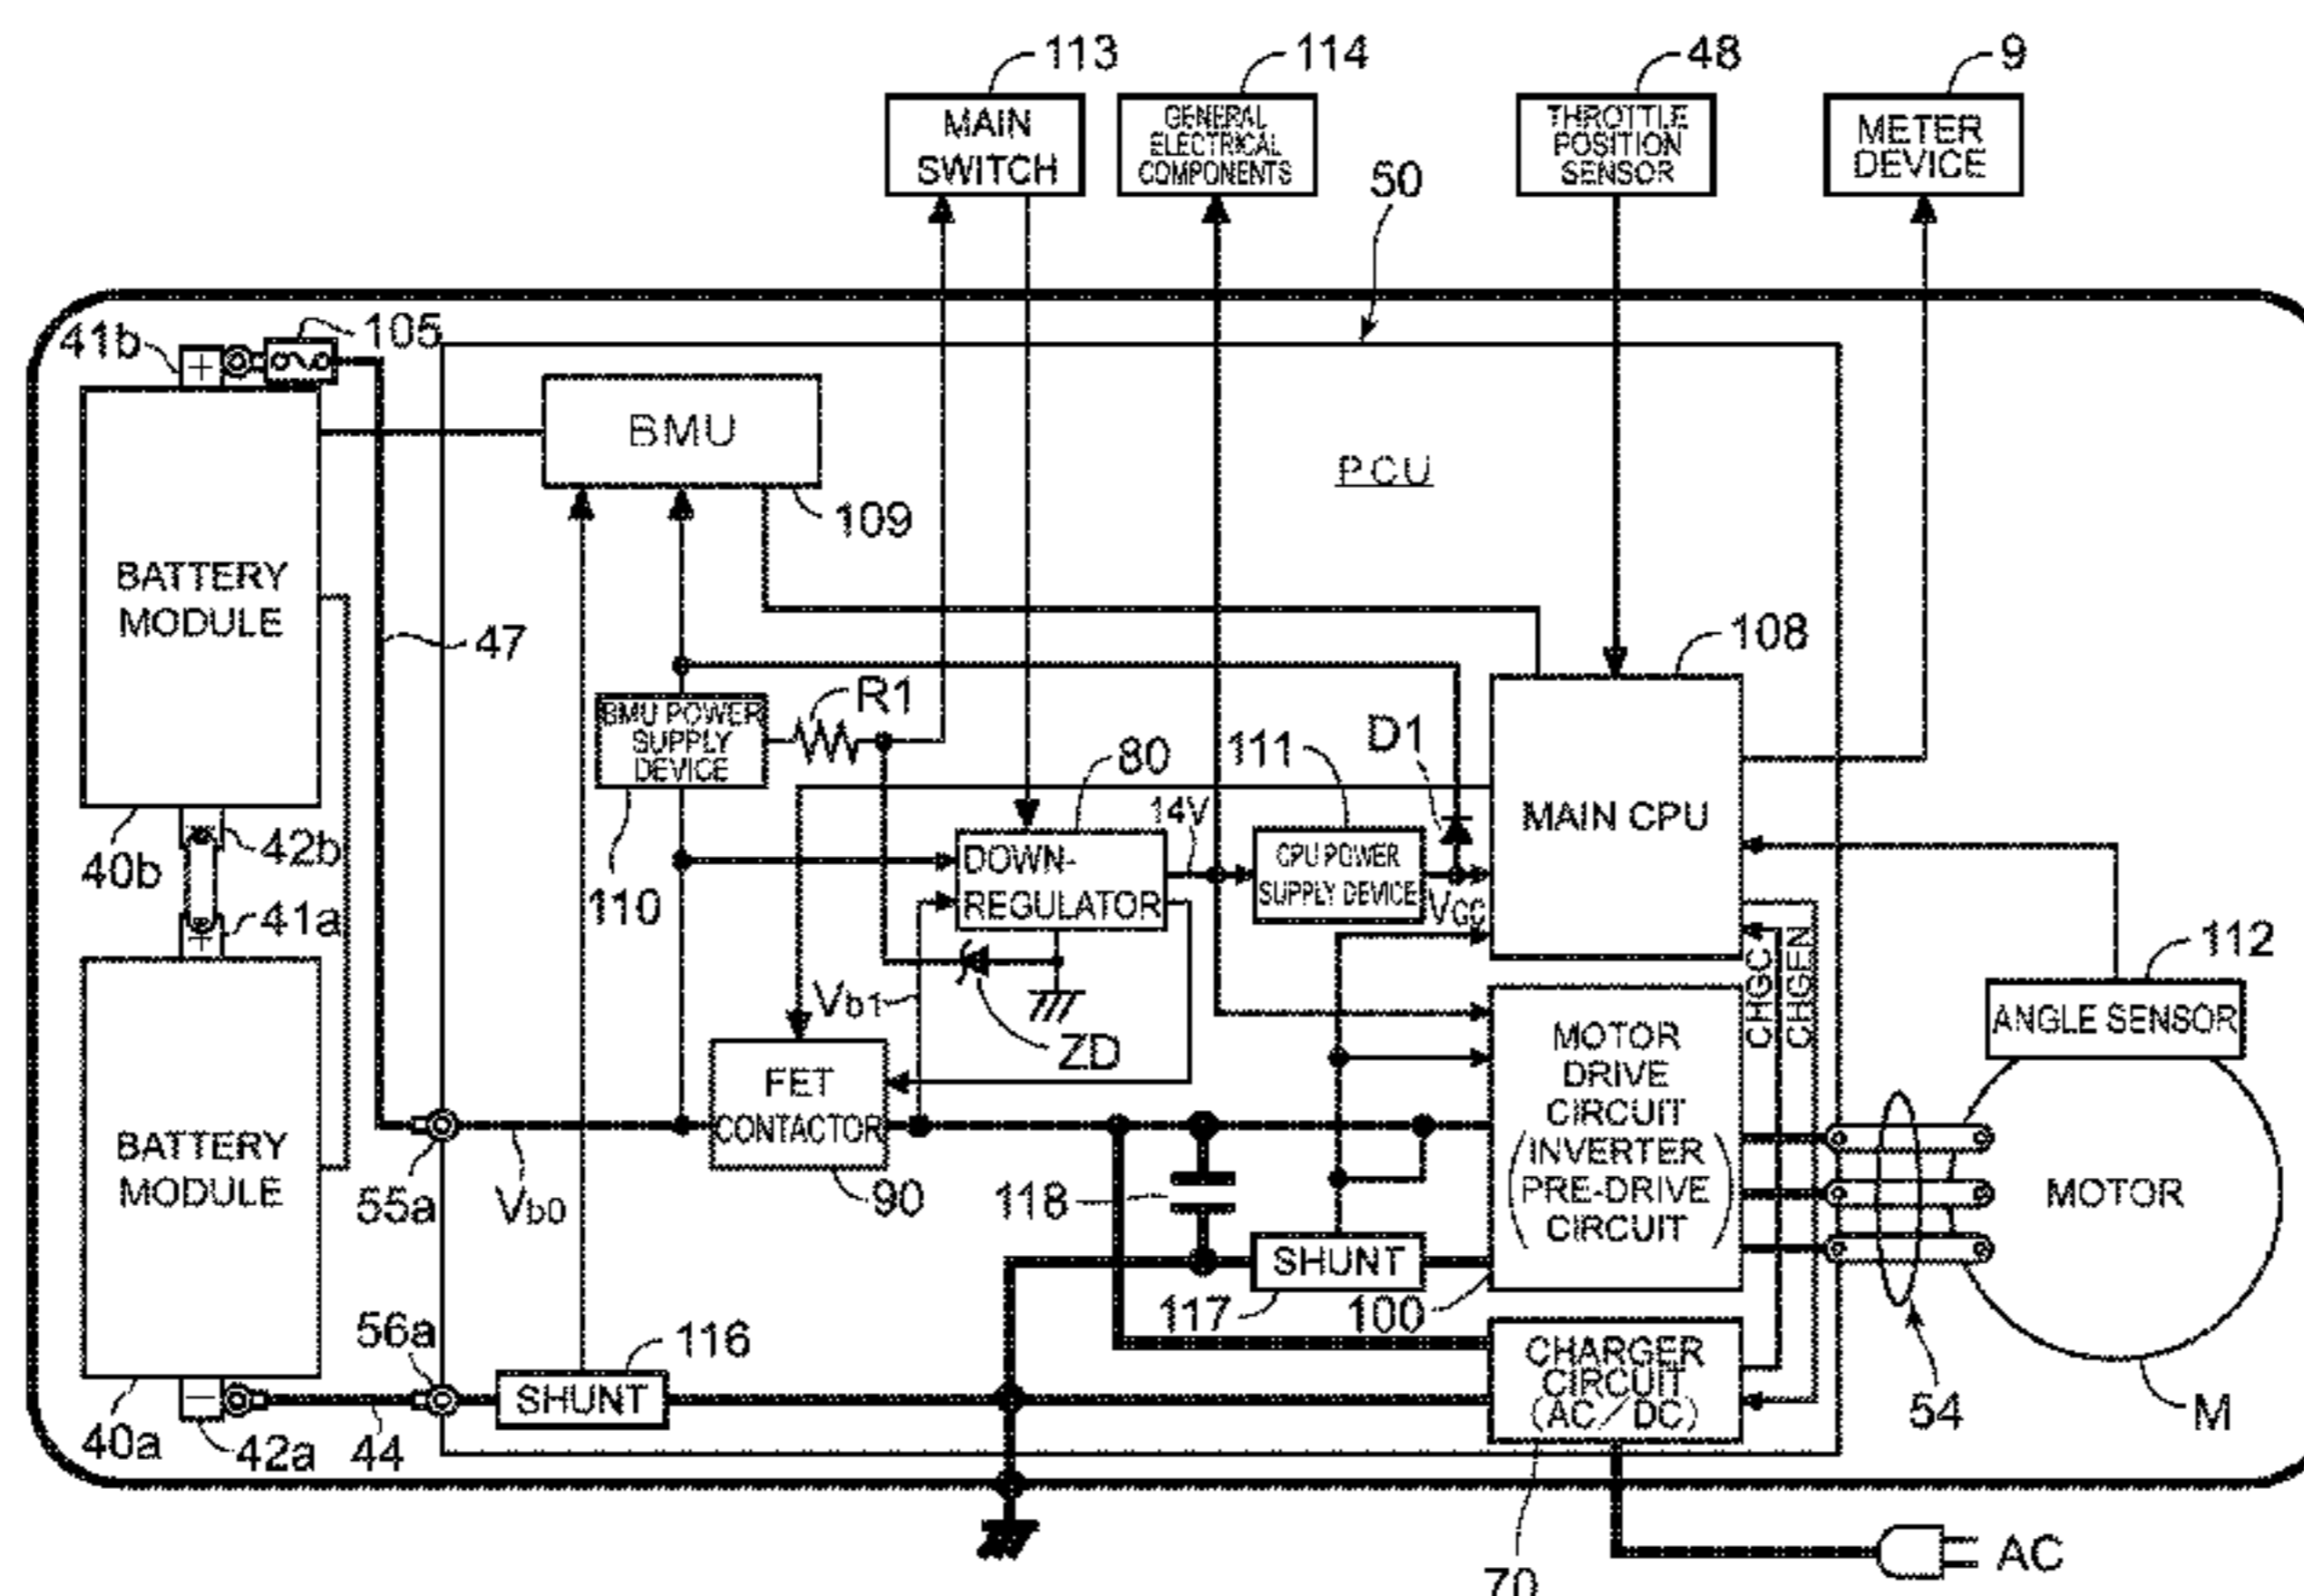 113
114
48
9
MAIN
SWITCH
GENERAL
ELECTRICAL
COMPONENTS
THROTTLE
POSITION
SENSOR
METER
DEVICE
50
41b
105
+
BMU
PCU
109
BATTERY
MODULE
47
108
R1
BMU POWER
SUPPLY
DEVICE
80
111
D1
14V
MAIN CPU
42b
40b
110
DOWN-
REGULATOR
CPU POWER
SUPPLY DEVICE
Vcc
41a
+
CHGC
CHGEN
112
ANGLE SENSOR
Vb1
ZD
FET
CONTACTOR
MOTOR
DRIVE
CIRCUIT
(INVERTER
PRE-DRIVE
CIRCUIT)
BATTERY
MODULE
55a
Vb0
90
118
MOTOR
SHUNT
117
100
56a
116
SHUNT
CHARGER
CIRCUIT
(AC/DC)
54
M
−
40a
42a
44
70
AC